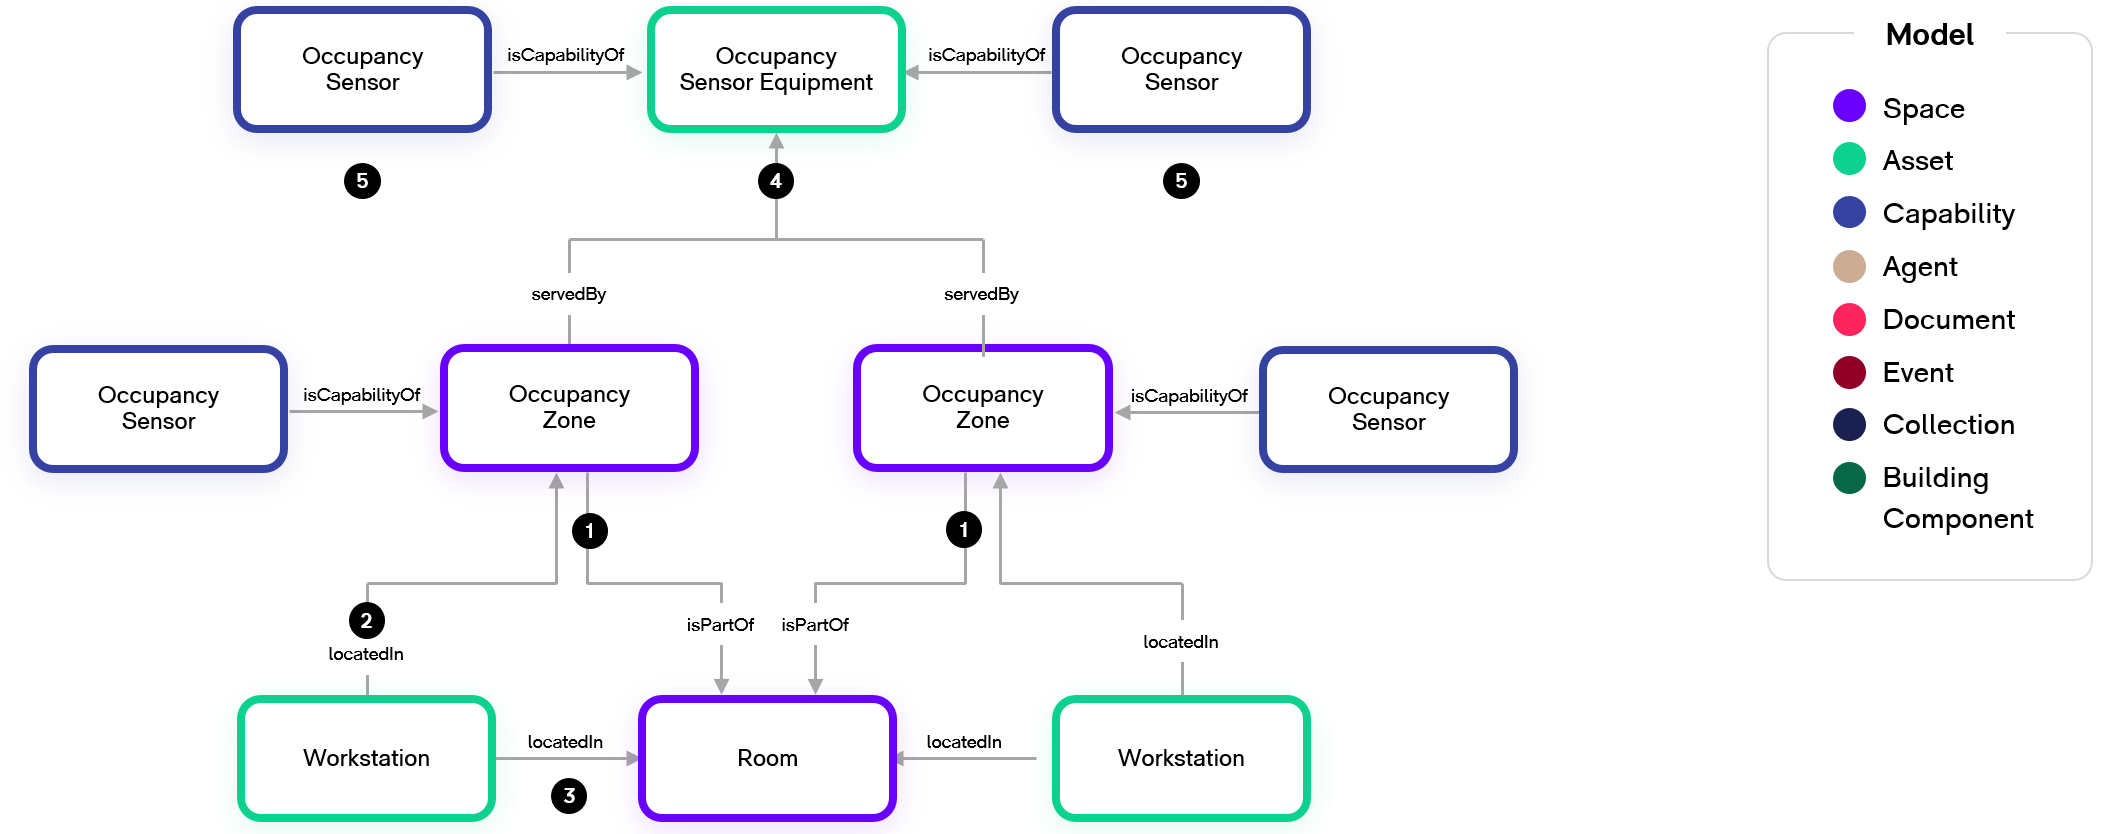 Occupancy
Sensor
isCapabilityOf
Occupancy
Sensor Equipment
isCapabilityOf
Occupancy
Sensor
5
4
5
servedBy
servedBy
Occupancy
Sensor
isCapabilityOf
Occupancy
Zone
Occupancy
Zone
isCapabilityOf
Occupancy
Sensor
1
1
2
locatedIn
isPartOf
isPartOf
locatedIn
Workstation
locatedIn
3
Room
locatedIn
Workstation
Model
Space
Asset
Capability
Agent
Document
Event
Collection
Building
Component